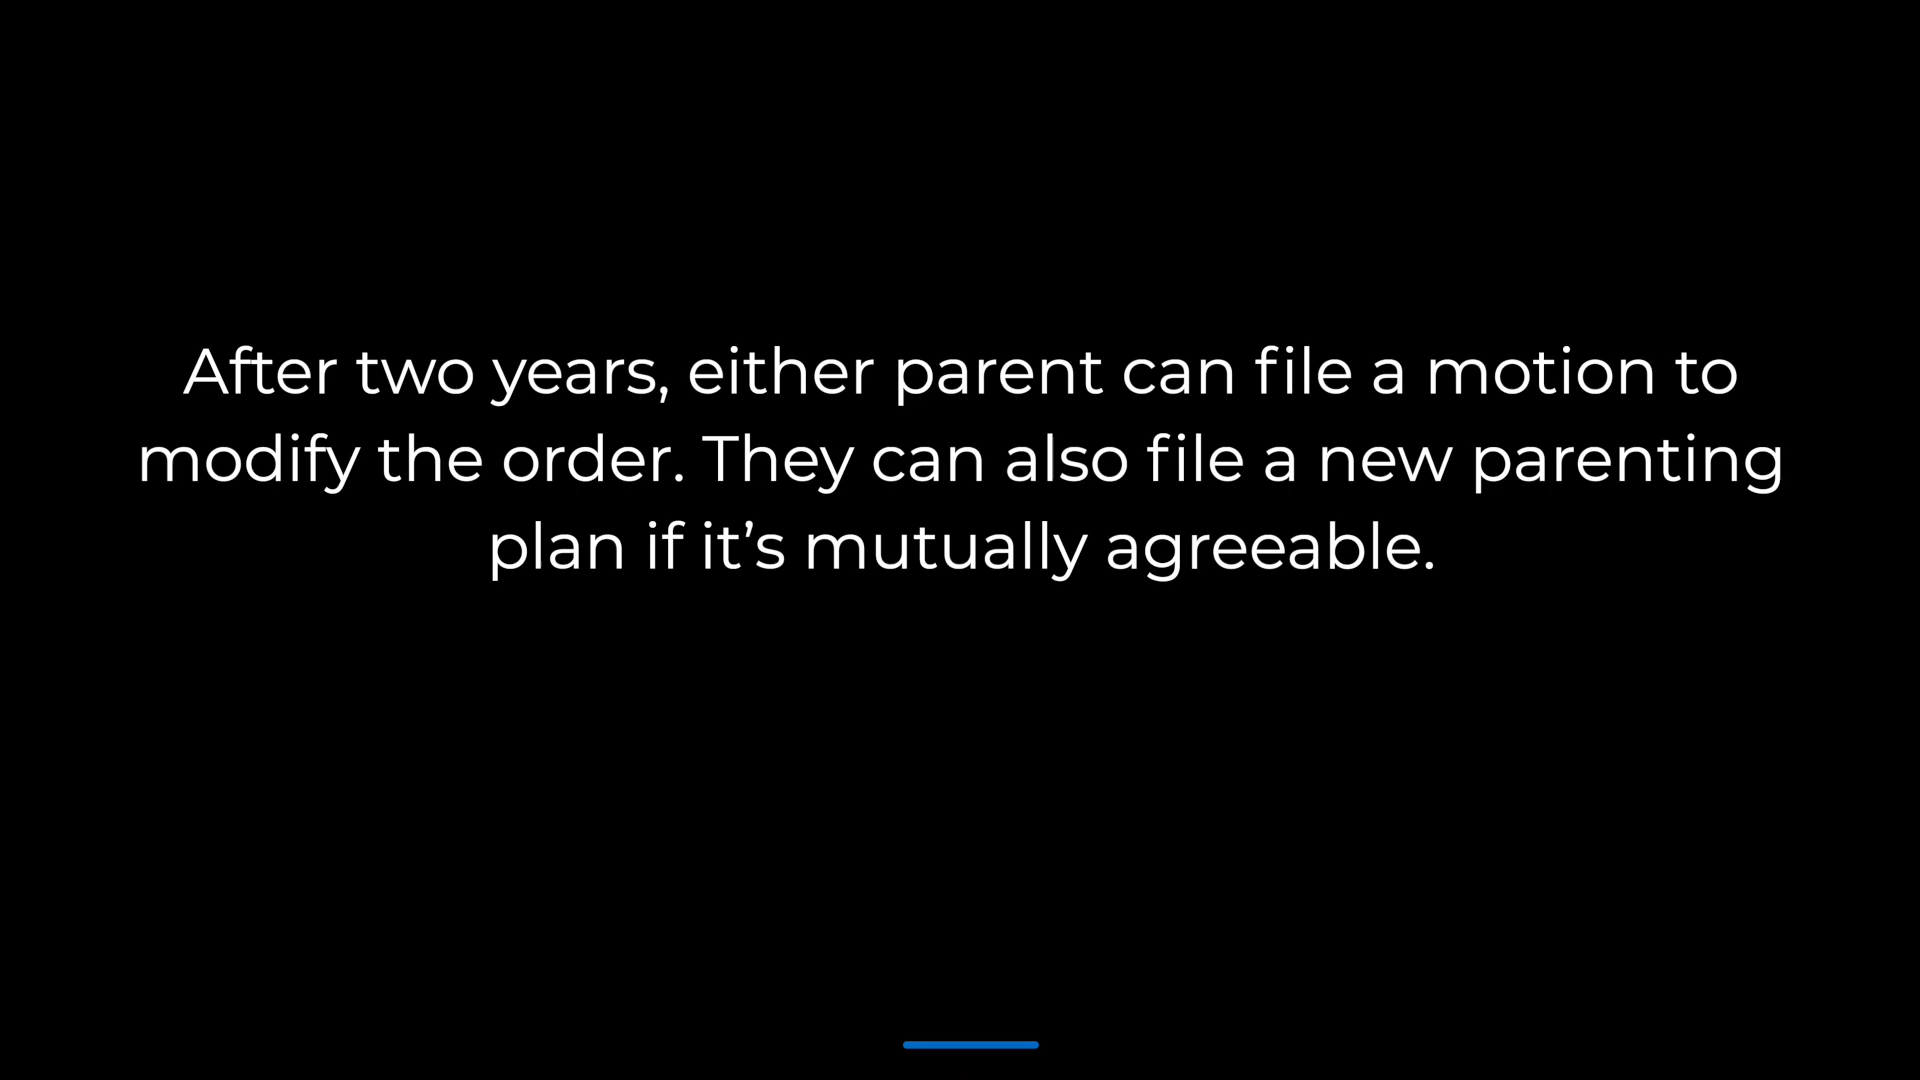 After two years, either parent can file a motion to
modify the order. They can also file a new parenting
plan if it’s mutually agreeable.